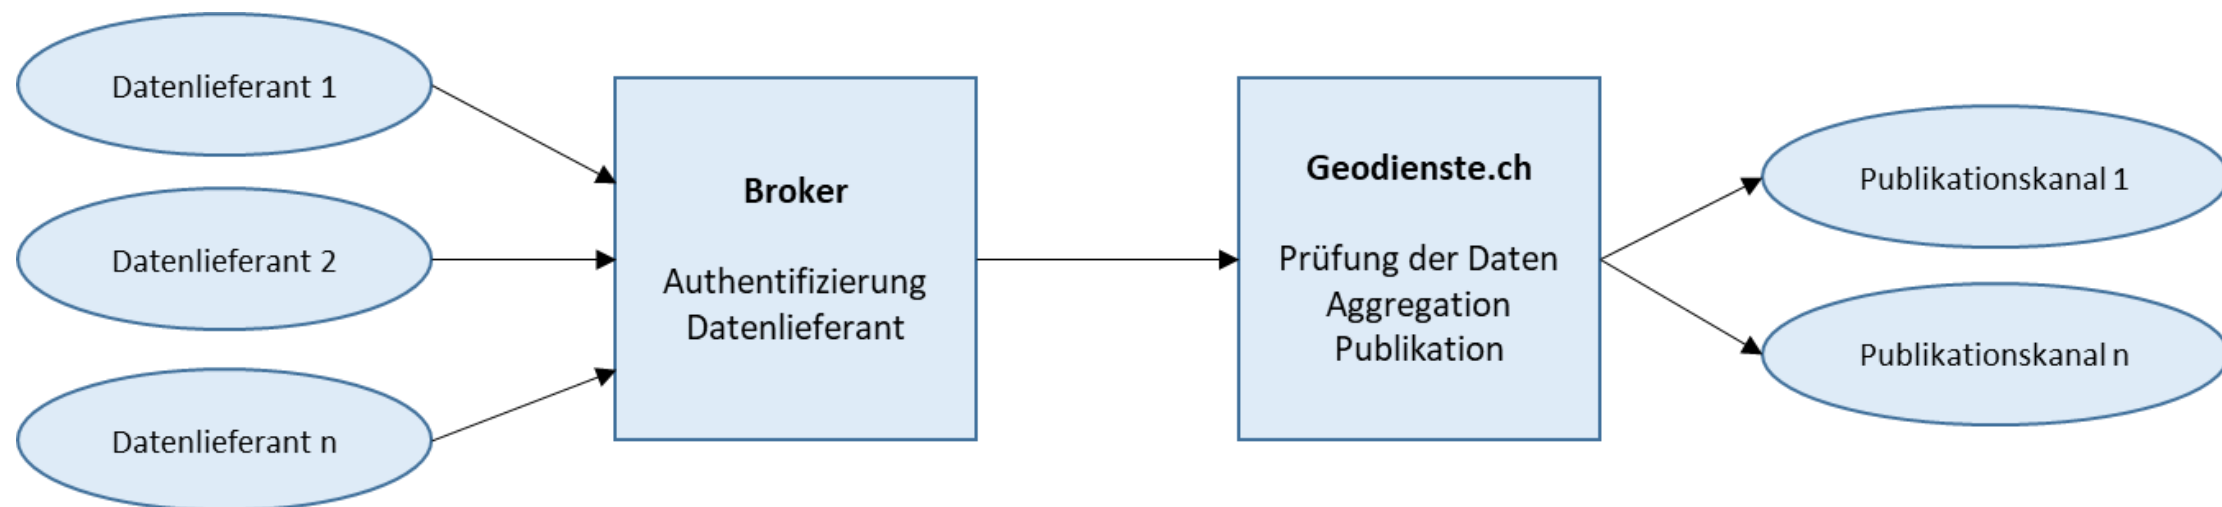 Datenlieferant 1
Datenlieferant 2
Datenlieferant n
Broker
Authentifizierung
Datenlieferant
Geodienste.ch
Prüfung der Daten
Aggregation
Publikation
Publikationskanal 1
Publikationskanal n